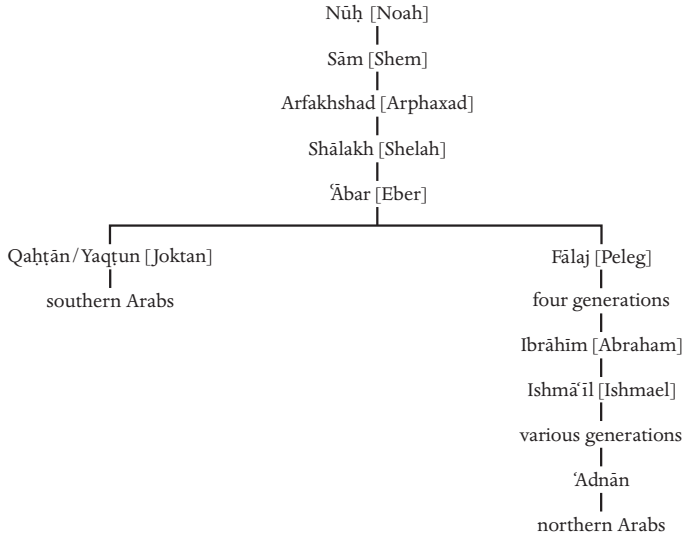 Nūḥ [Noah]
Sām [Shem]
Arfakhshad [Arphaxad]
Shālakh [Shelah]
ʿĀbar [Eber]
Qaḥṭān/Yaqṭun [Joktan]
southern Arabs
Fālaj [Peleg]
four generations
Ibrāhīm [Abraham]
Ishmāʿīl [Ishmael]
various generations
ʿAdnān
northern Arabs